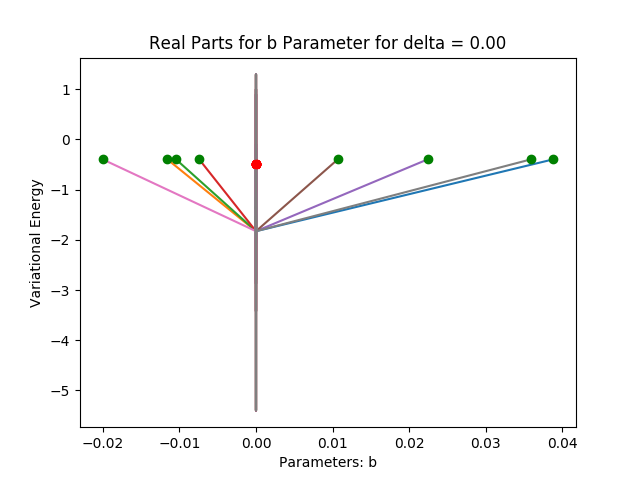 Real Parts for b Parameter for delta = 0.00
Variational Energy
1
0
−1
−2
−3
−4
−5
−0.02 −0.01 0.00 0.01 0.02 0.03 0.04
Parameters: b